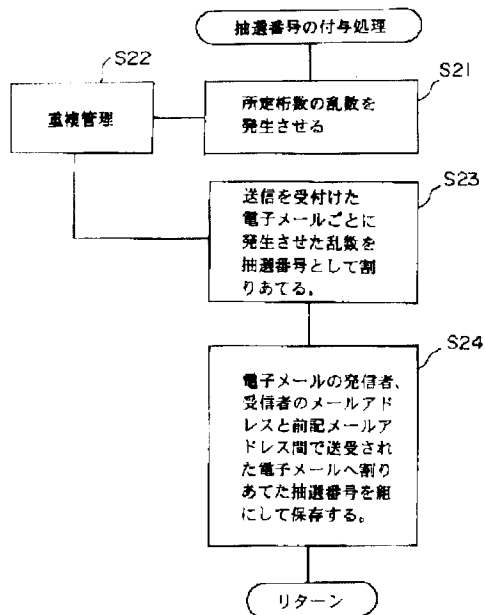 抽選番号の付与処理
S22
S21
重複管理
所定桁数の乱数を
発生させる
S23
送信を受付けた
電子メールごとに
発生させた乱数を
抽選番号として割
りあてる。
S24
電子メールの発信者、
受信者のメールアド
レスと前記メールア
ドレス間で送受され
た電子メールへ割り
あてた抽選番号を組
にして保存する。
リターン